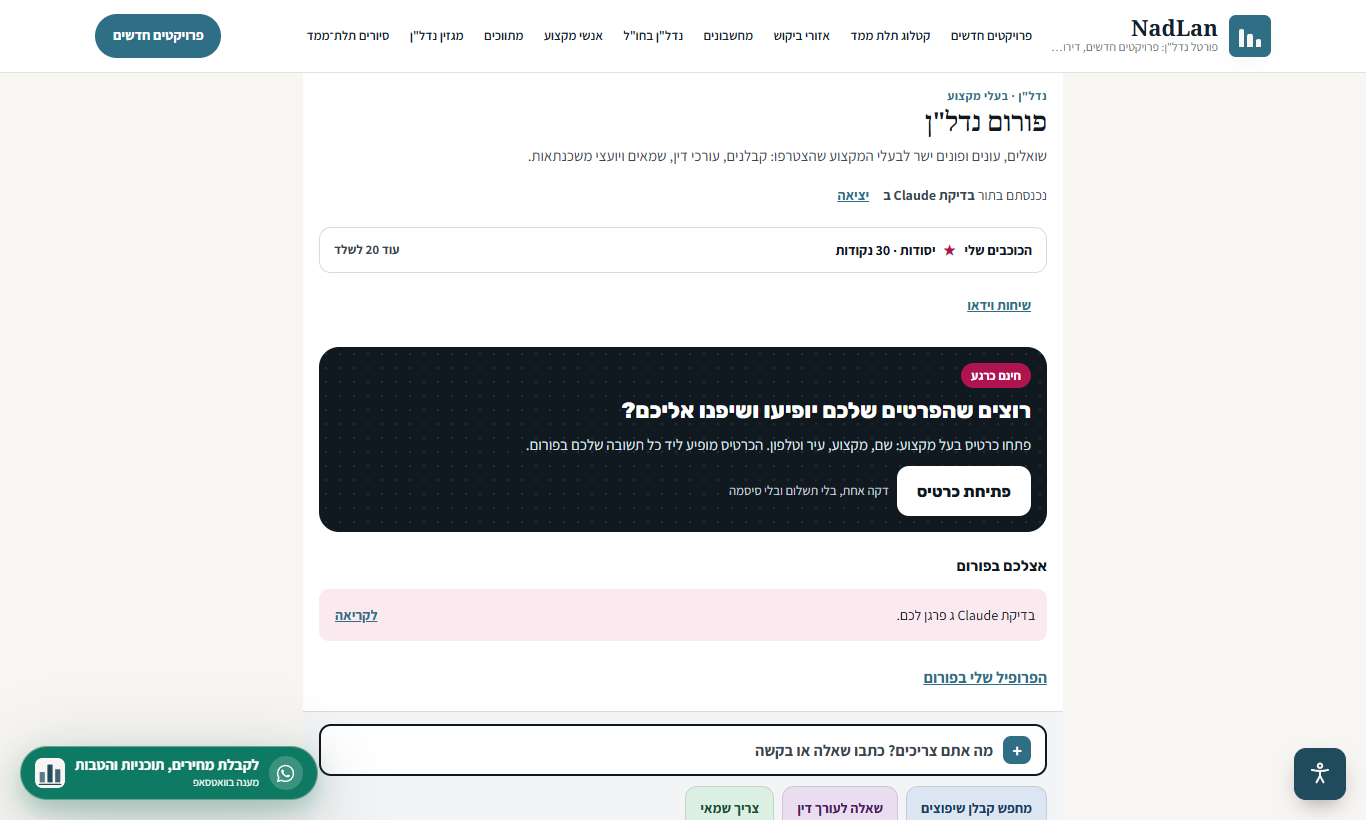 NadLan
פורטל נדל"ן: פרויקטים חדשים, דירו...
פרויקטים חדשים
קטלוג תלת ממד
אזורי ביקוש
מחשבונים
נדל"ן בחו"ל
אנשי מקצוע
מתווכים
מגזין נדל"ן
סיורים תלת־ממד
פרויקטים חדשים
נדל"ן · בעלי מקצוע
פורום נדל"ן
שואלים, עונים ופונים ישר לבעלי המקצוע שהצטרפו: קבלנים, עורכי דין, שמאים ויועצי משכנתאות.
נכנסתם בתור בדיקת Claude ב יציאה
הכוכבים שלי ★ יסודות · 30 נקודות
עוד 20 לשלד
שיחות וידאו
חינם כרגע
רוצים שהפרטים שלכם יופיעו ושיפנו אליכם?
פתחו כרטיס בעל מקצוע: שם, מקצוע, עיר וטלפון. הכרטיס מופיע ליד כל תשובה שלכם בפורום.
פתיחת כרטיס
דקה אחת, בלי תשלום ובלי סיסמה
אצלכם בפורום
בדיקת Claude ג פרגן לכם.
לקריאה
הפרופיל שלי בפורום
+ מה אתם צריכים? כתבו שאלה או בקשה
מחפש קבלן שיפוצים
שאלה לעורך דין
צריך שמאי
לקבלת מחירים, תוכניות והטבות
מענה בוואטסאפ